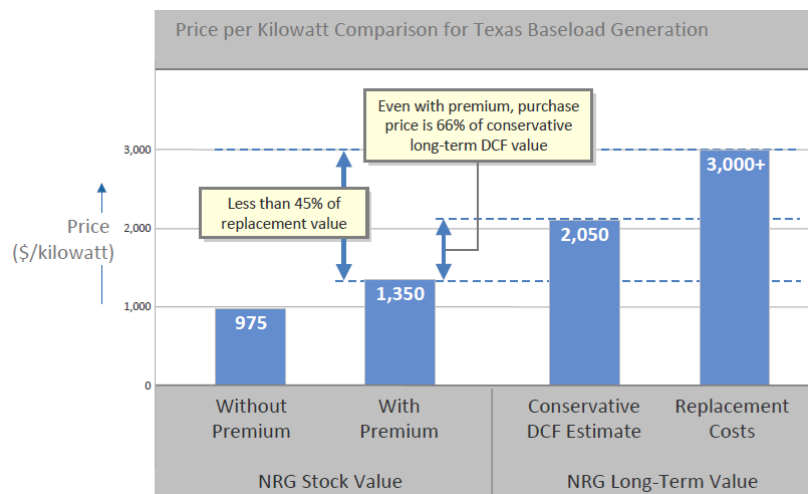 Price per Kilowatt Comparison for Texas Baseload Generation
Even with premium, purchase
price is 66% of conservative
long-term DCF value
Less than 45% of
replacement value
Price
($/kilowatt)
3,000
2,000
1,000
0
975
1,350
2,050
3,000+
Without
Premium
With
Premium
Conservative
DCF Estimate
Replacement
Costs
NRG Stock Value
NRG Long-Term Value